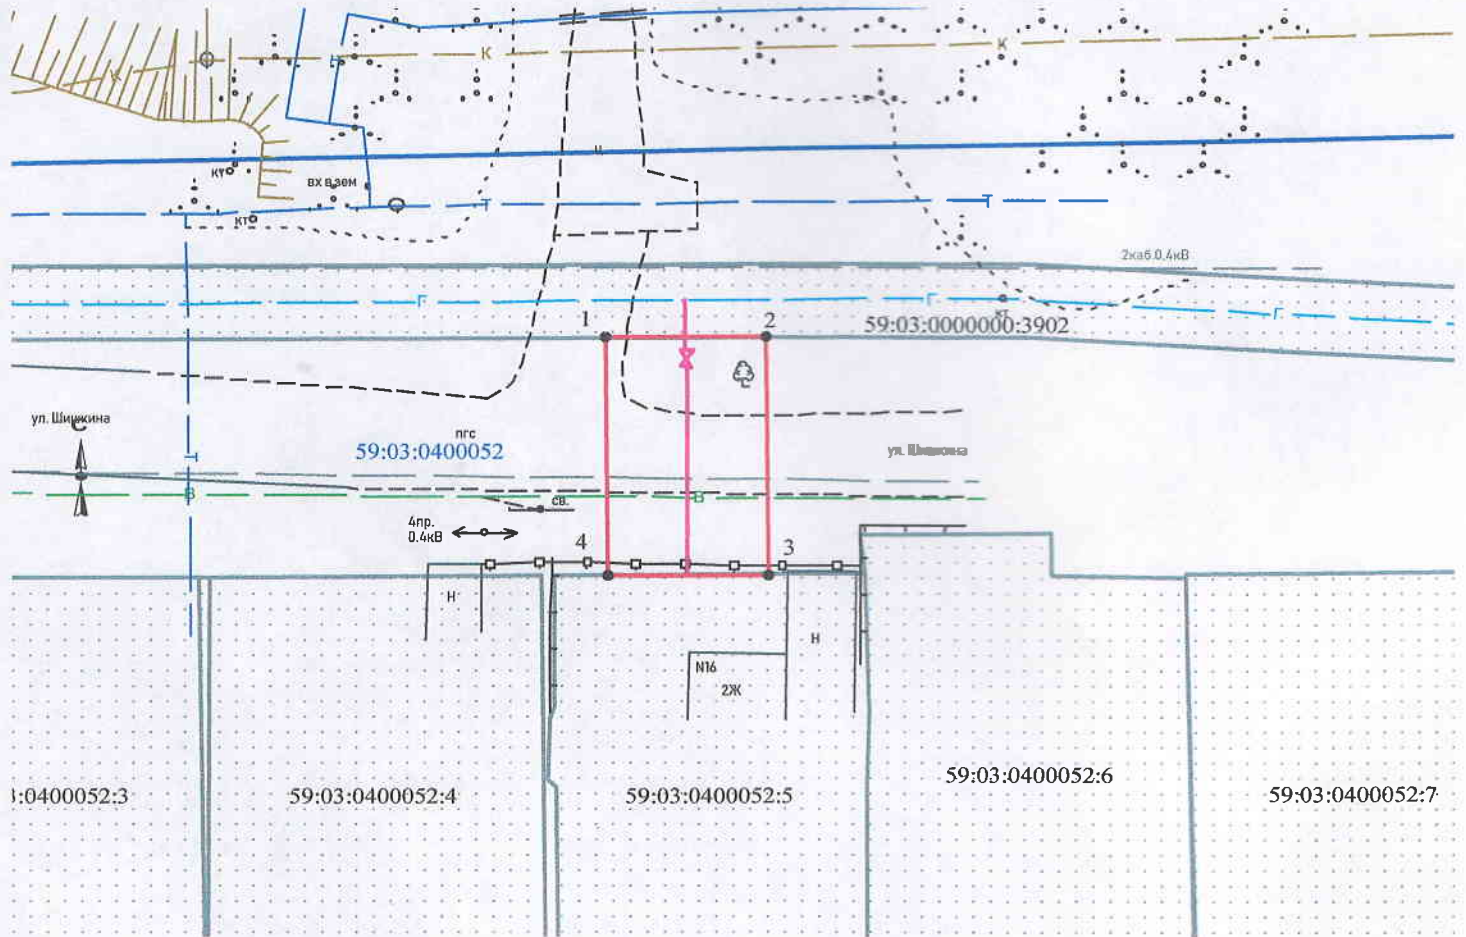 К
К
К
Н
г
кт
вх в зем
ц
кт
Т
Т
2каб.0,4кВ
Г
Г
Г
кт
1
2
59:03:0000000:3902
ул. Шишкина
С
пгс
59:03:0400052
Т
ул. Шишкина
В
В
св.
4пр.
0.4кВ
4
3
Н
Н
N16
2Ж
59:03:0400052:6
:0400052:3
59:03:0400052:4
59:03:0400052:5
59:03:0400052:7